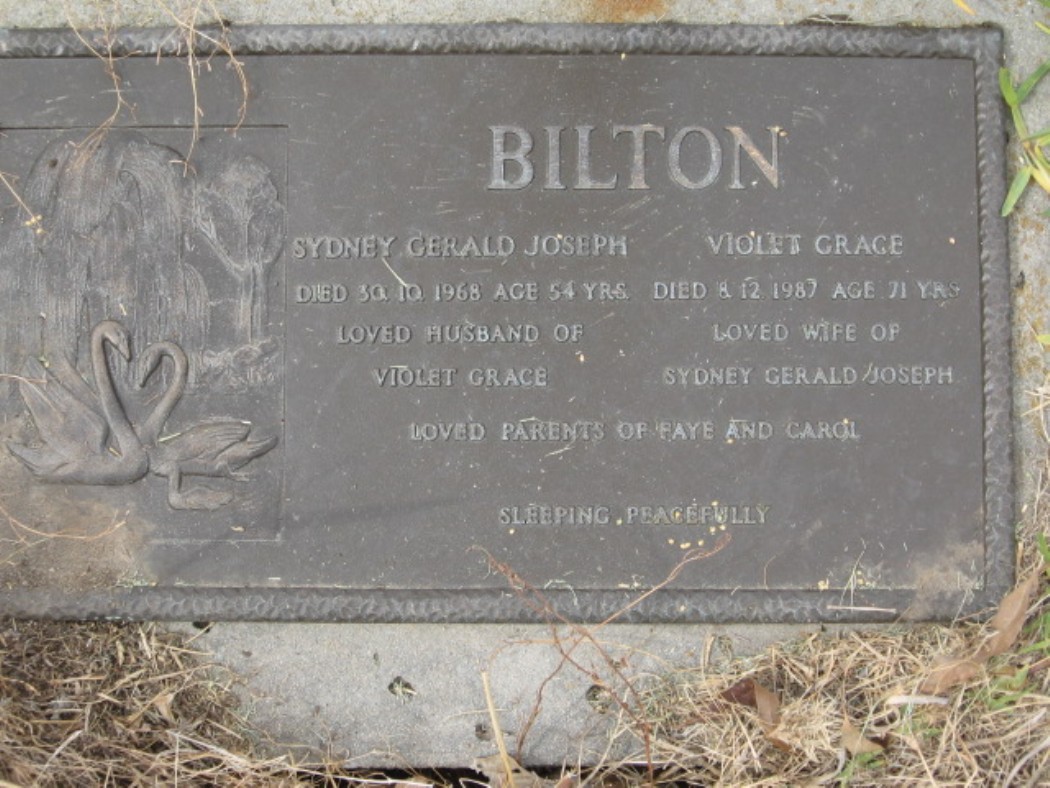 BILTON
SYDNEY GERALD JOSEPH
DIED 30. 10. 1968 AGE 54 YRS.
LOVED HUSBAND OF
VIOLET GRACE
VIOLET GRACE
DIED 8. 12. 1987 AGE 71 YRS
LOVED WIFE OF
SYDNEY GERALD JOSEPH
LOVED PARENTS OF FAYE AND CAROL
SLEEPING PEACEFULLY